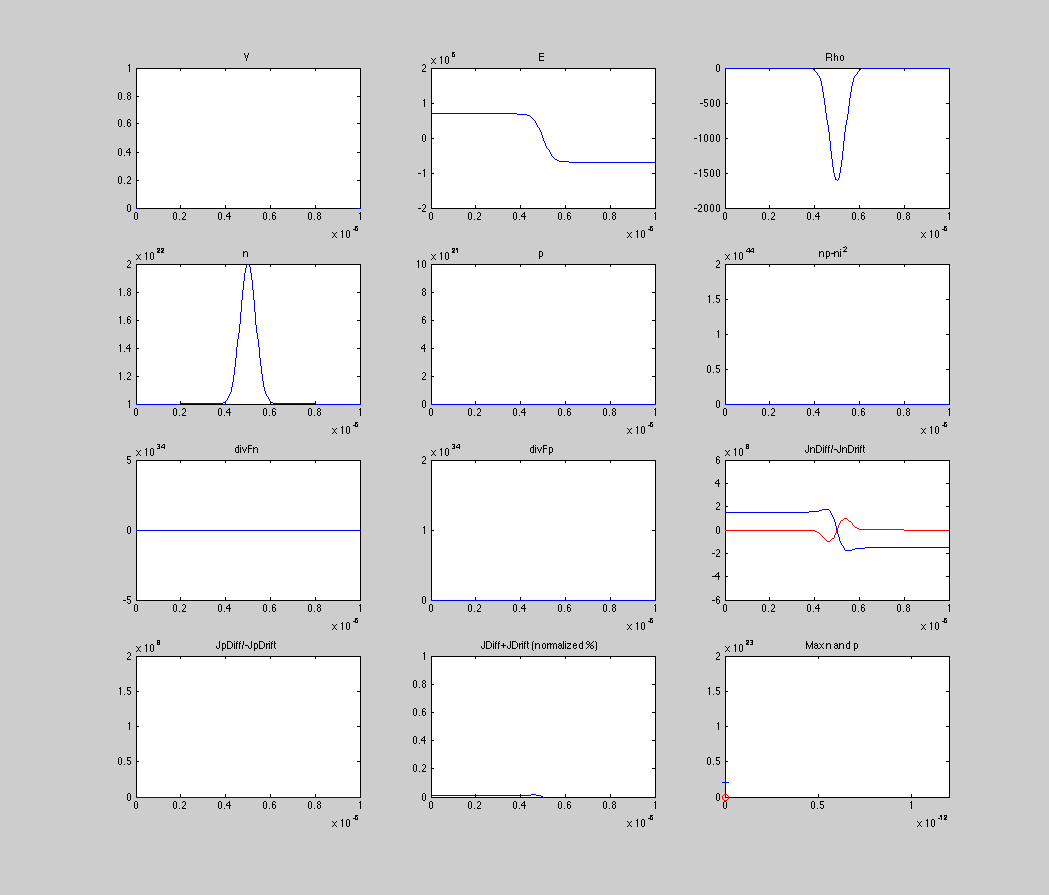 V E Rho
1 0.8 0.6 0.4 0.2 0
x 10^5 2 1 0 -1 -2
0 -500 -1000 -1500 -2000
0 0.2 0.4 0.6 0.8 1 0 0.2 0.4 0.6 0.8 1 0 0.2 0.4 0.6 0.8 1
x 10^-5 x 10^-5 x 10^-5
n p np-ni^2
x 10^22 2 1.8 1.6 1.4 1.2 1
x 10^21 10 8 6 4 2 0
x 10^44 2 1.5 1 0.5 0
0 0.2 0.4 0.6 0.8 1 0 0.2 0.4 0.6 0.8 1 0 0.2 0.4 0.6 0.8 1
x 10^-5 x 10^-5 x 10^-5
divFn divFp JnDiff/-JnDrift
x 10^34 5 0 -5
x 10^34 2 1 0
x 10^8 6 4 2 0 -2 -4 -6
0 0.2 0.4 0.6 0.8 1 0 0.2 0.4 0.6 0.8 1 0 0.2 0.4 0.6 0.8 1
x 10^-5 x 10^-5 x 10^-5
JpDiff/-JpDrift JDiff+JDrift (normalized %) Max n and p
x 10^8 2 1.5 1 0.5 0
1 0.8 0.6 0.4 0.2 0
x 10^23 2 1.5 1 0.5 0
0 0.2 0.4 0.6 0.8 1 0 0.2 0.4 0.6 0.8 1 0 0.5 1
x 10^-5 x 10^-5 x 10^-12